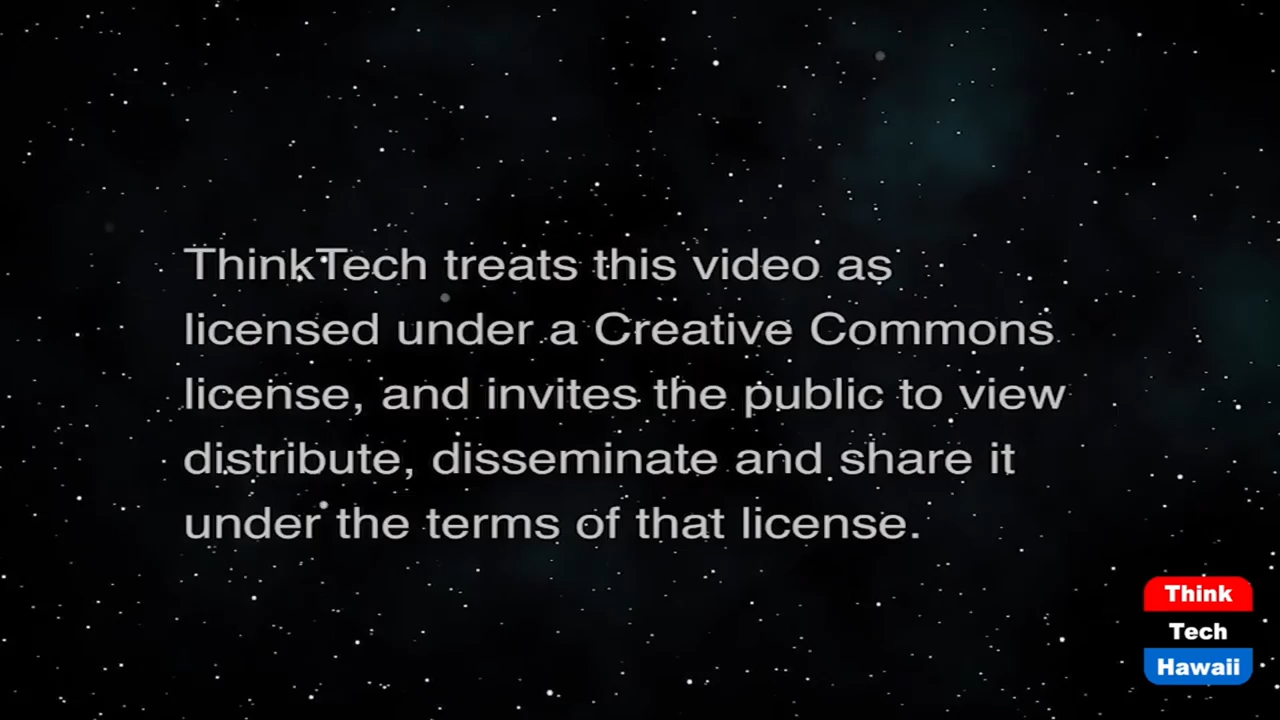 ThinkTech treats this video as
licensed under a Creative Commons
license, and invites the public to view
distribute, disseminate and share it
under the terms of that license.
Think
Tech
Hawaii